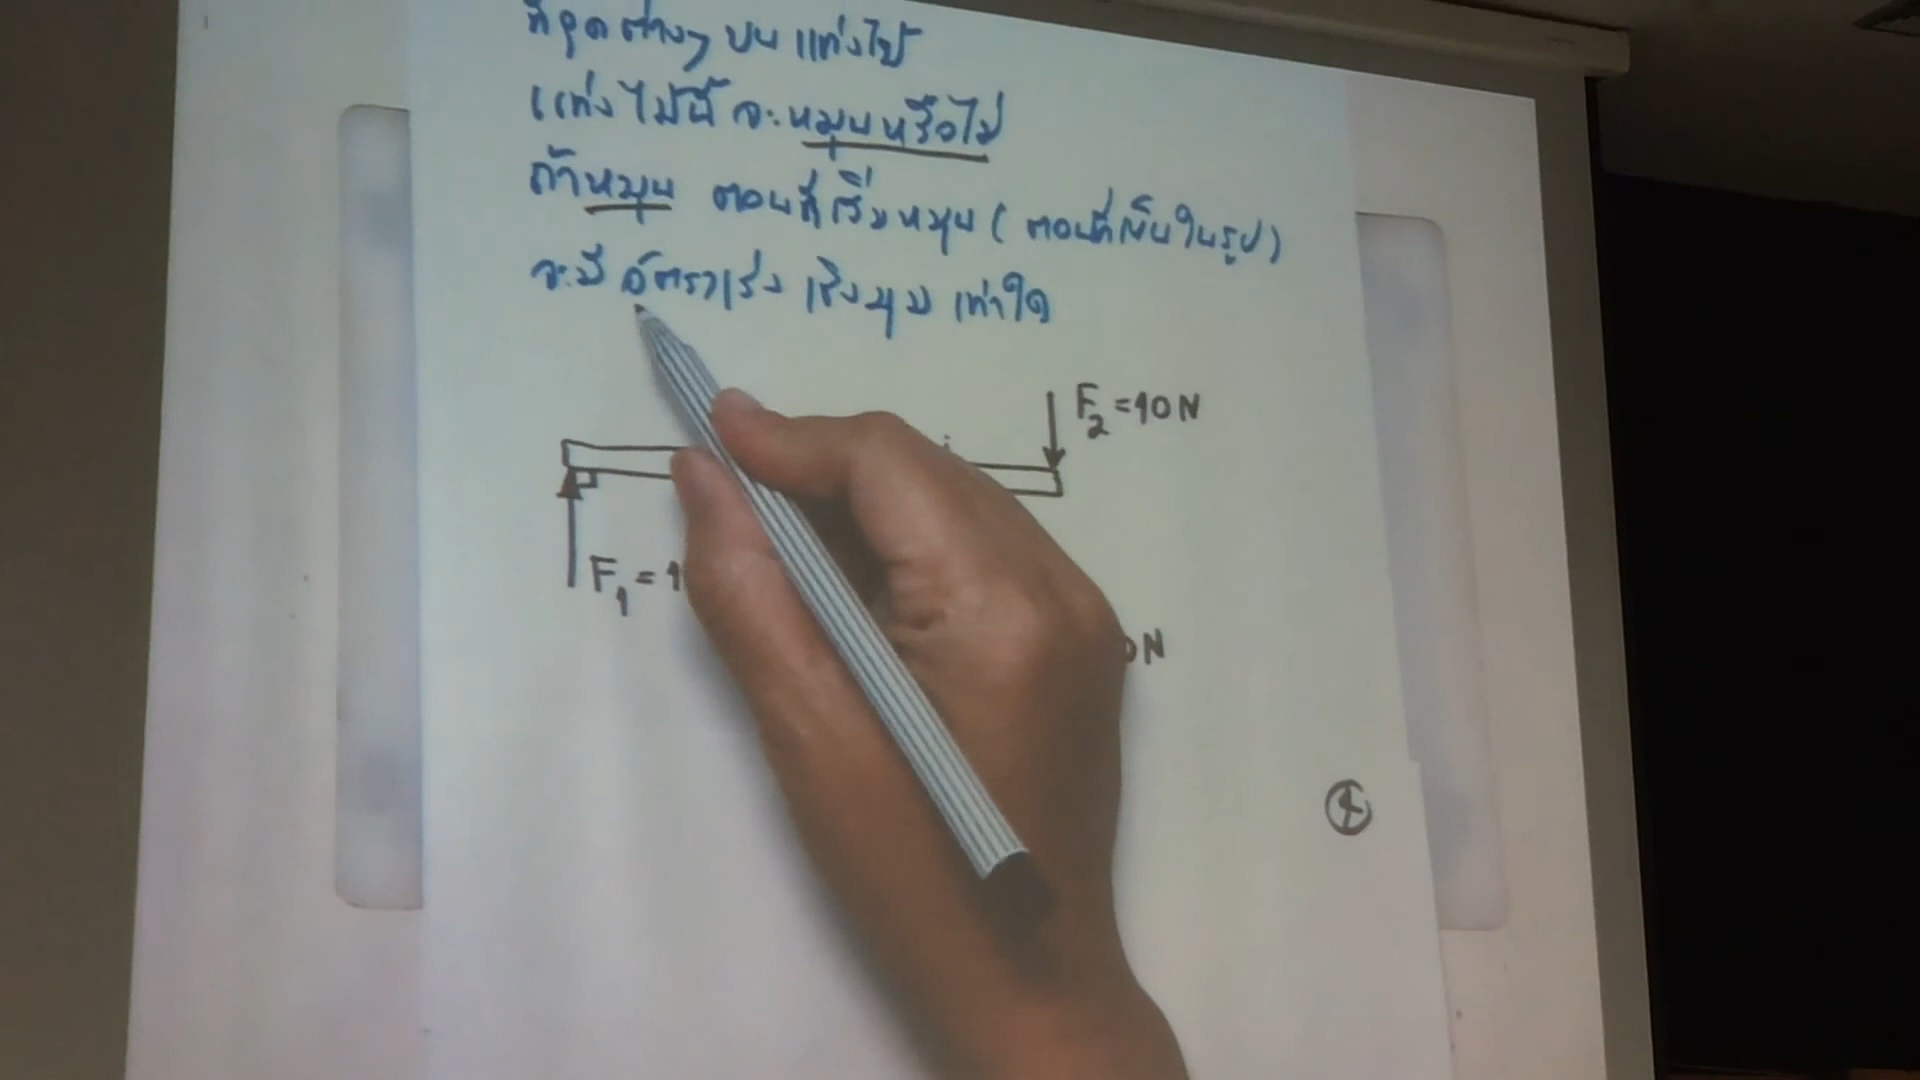 ที่จุดต่างๆ บนแท่งไม้
แท่งไม้นี้ จะหมุนหรือไม่
ถ้าหมุน ตอนที่เริ่มหมุน ( ตอนที่เห็นในรูป )
จะมี อัตราเร่ง เชิงมุม เท่าใด
F2 = 10 N
F1 = 1
0N
4